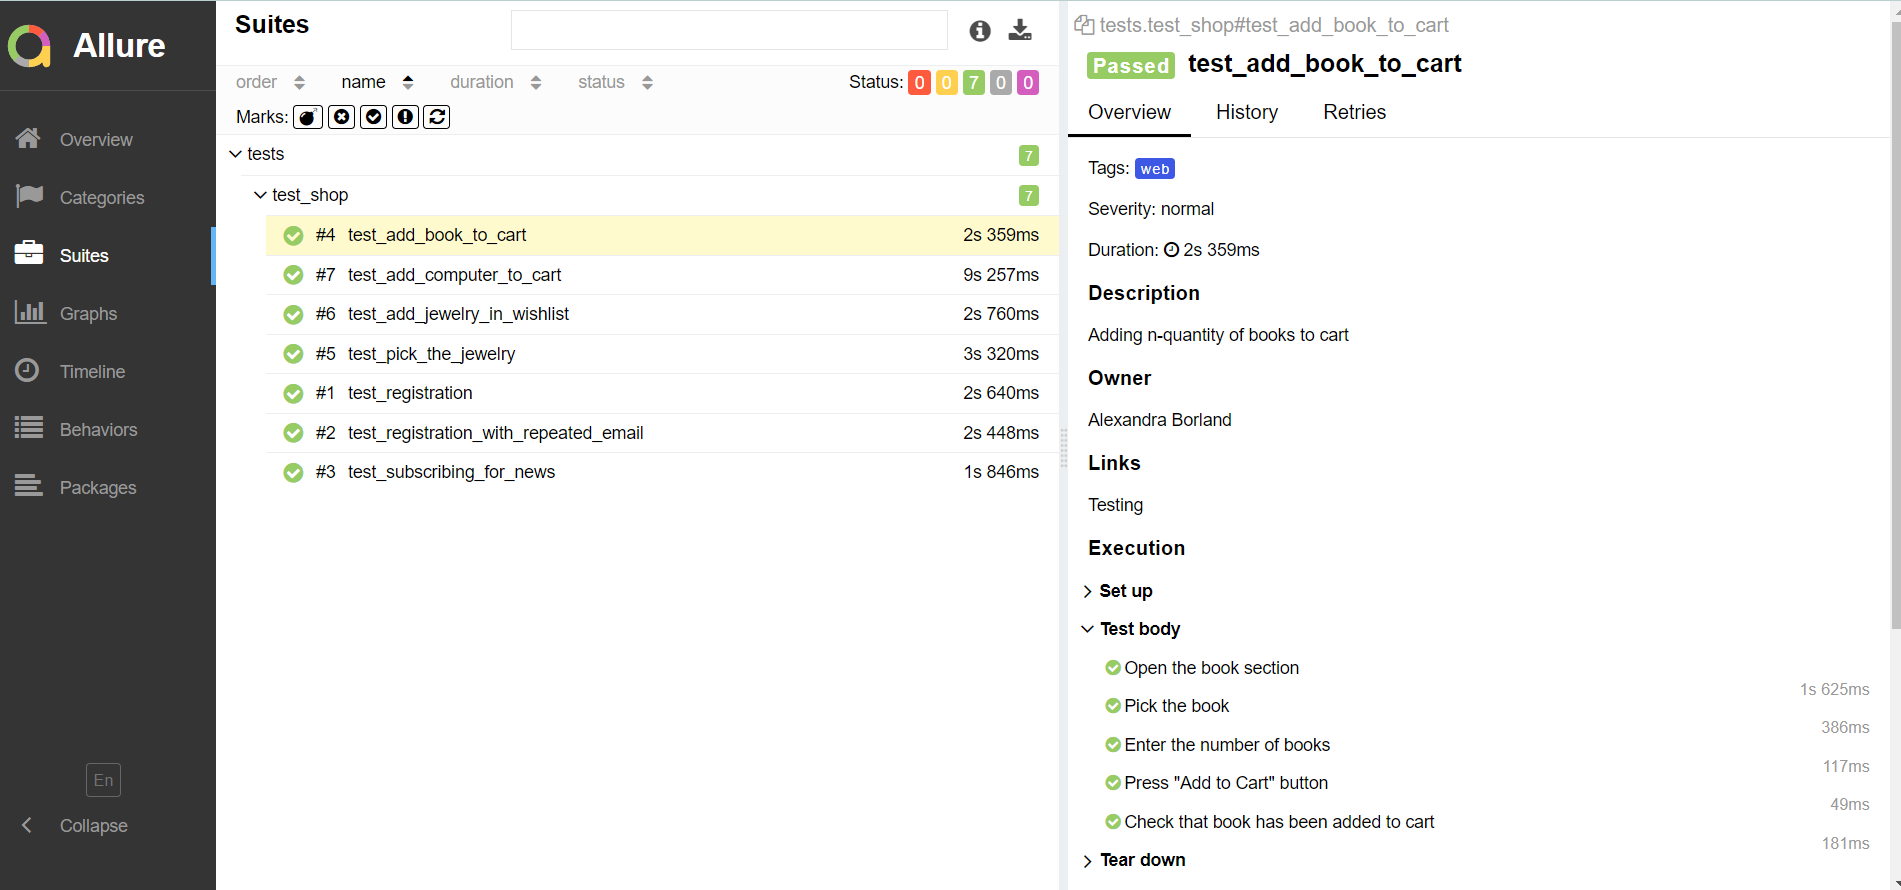 Allure
Overview
Categories
Suites
Graphs
Timeline
Behaviors
Packages
En
Collapse
Suites
order name duration status Status: 0 0 7 0 0
Marks:
tests 7
test_shop 7
#4 test_add_book_to_cart 2s 359ms
#7 test_add_computer_to_cart 9s 257ms
#6 test_add_jewelry_in_wishlist 2s 760ms
#5 test_pick_the_jewelry 3s 320ms
#1 test_registration 2s 640ms
#2 test_registration_with_repeated_email 2s 448ms
#3 test_subscribing_for_news 1s 846ms
tests.test_shop#test_add_book_to_cart
Passed test_add_book_to_cart
Overview History Retries
Tags: web
Severity: normal
Duration: 2s 359ms
Description
Adding n-quantity of books to cart
Owner
Alexandra Borland
Links
Testing
Execution
Set up
Test body
Open the book section
1s 625ms
Pick the book
386ms
Enter the number of books
117ms
Press "Add to Cart" button
49ms
Check that book has been added to cart
181ms
Tear down